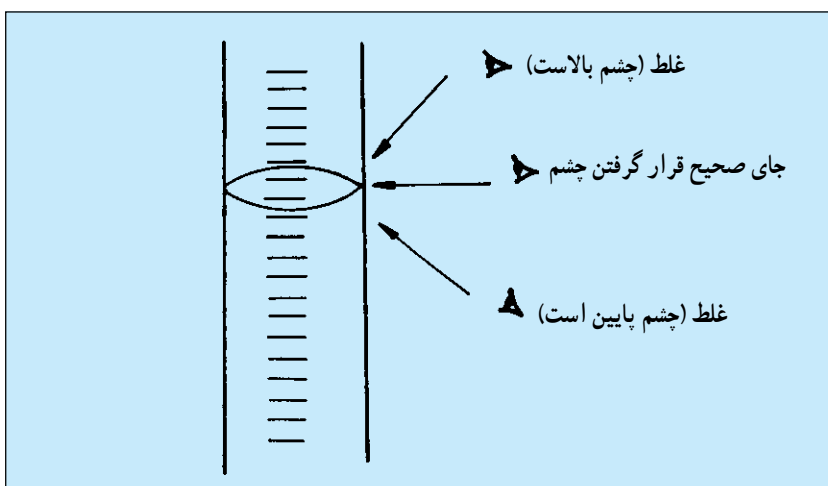 غلط (چشم بالاست)
جای صحیح قرار گرفتن چشم
غلط (چشم پایین است)